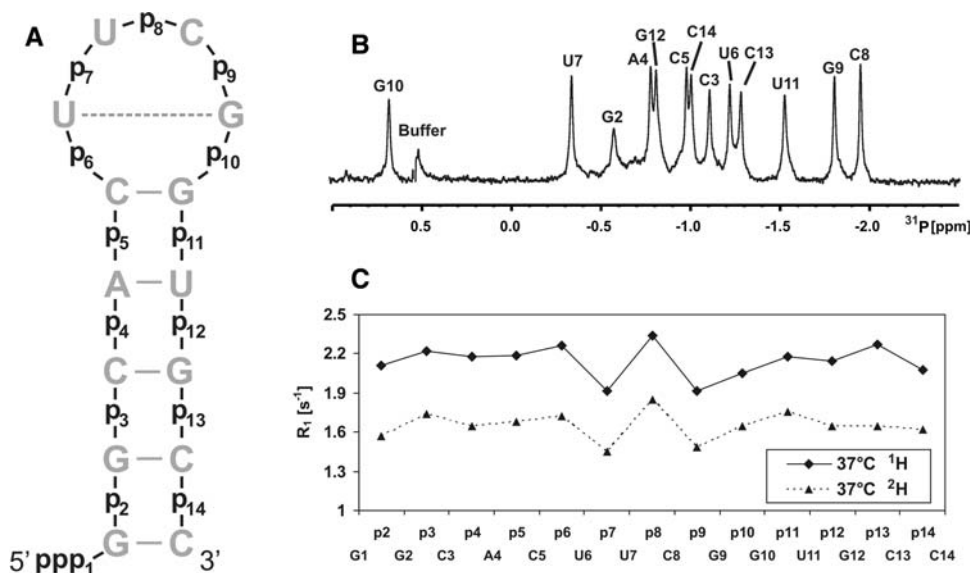 A
U p8 C
p7 p9
U G
p6 p10
C G
p5 p11
A U
p4 p12
C G
p3 p13
G C
p2 p14
5' ppp1 G C 3'
B
G12 C14
U6 C13
G10 Buffer U7 G2 A4 C5 C3 U11 G9 C8
0.5 0.0 -0.5 -1.0 -1.5 -2.0 31P [ppm]
C
R1 [s-1]
2.5
2.2
1.9
1.6
1.3
1
37°C 1H
37°C 2H
p2 p3 p4 p5 p6 p7 p8 p9 p10 p11 p12 p13 p14
G1 G2 C3 A4 C5 U6 U7 C8 G9 G10 U11 G12 C13 C14